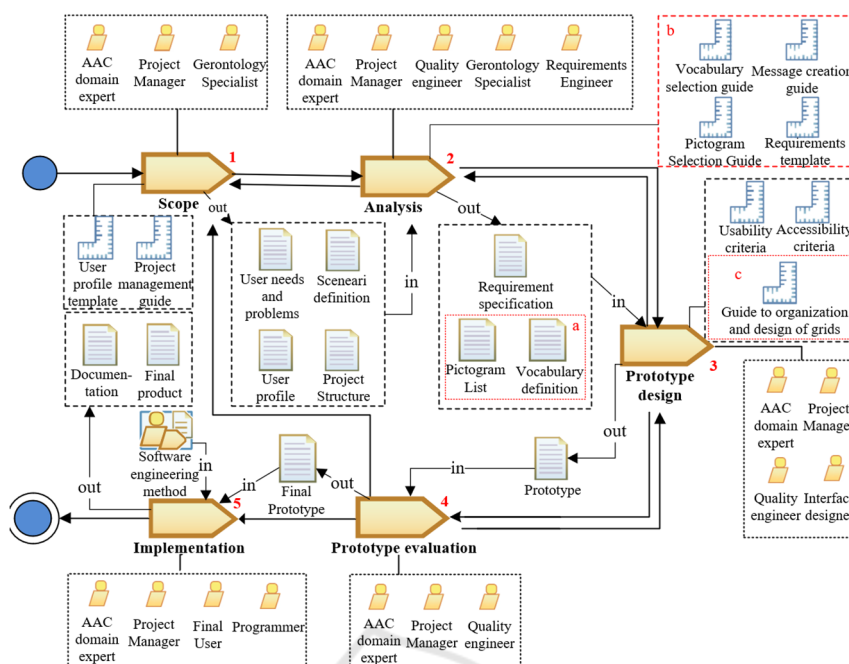 AAC
domain
expert
Project
Manager
Gerontology
Specialist
AAC
domain
expert
Project
Manager
Quality
engineer
Gerontology
Specialist
Requirements
Engineer
b
Vocabulary
selection guide
Message creation
guide
Pictogram
Selection Guide
Requirements
template
1
Scope
out
2
Analysis
out
User
profile
template
Project
management
guide
User needs
and
problems
Sceneari
definition
User
profile
Project
Structure
in
Requirement
specification
a
Pictogram
List
Vocabulary
definition
in
Usability
criteria
Accessibility
criteria
c
Guide to organization
and design of grids
3
Prototype
design
out
AAC
domain
expert
Project
Manage
Quality
engineer
Interface
designe
Documen-
tation
Final
product
Software
engineering
method
in
out
5
Implementation
in
Final
Prototype
out
4
Prototype evaluation
in
Prototype
AAC
domain
expert
Project
Manager
Final
User
Programmer
AAC
domain
expert
Project
Manager
Quality
engineer